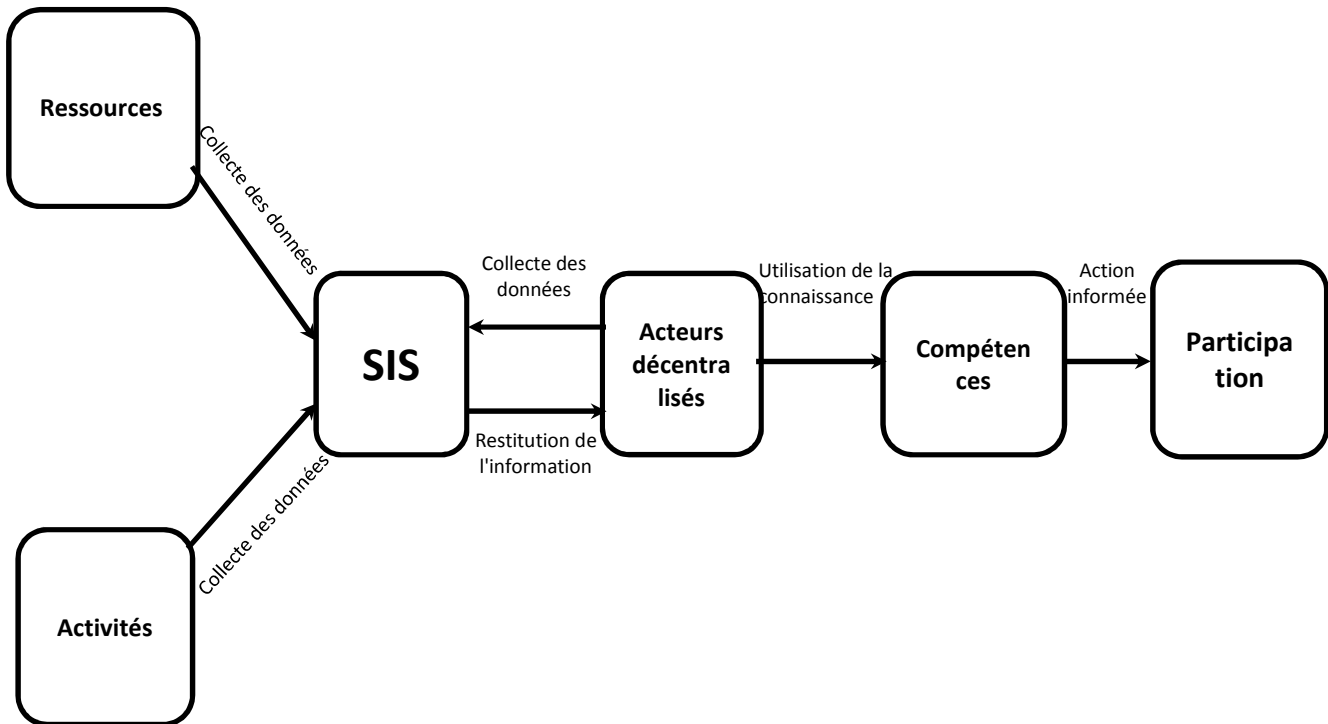 Ressources
Collecte des données
Collecte des
données
Utilisation de la
connaissance
Action
informée
SIS
Acteurs
décentra
lisés
Compéten
ces
Participa
tion
Restitution de
l'information
Collecte des données
Activités